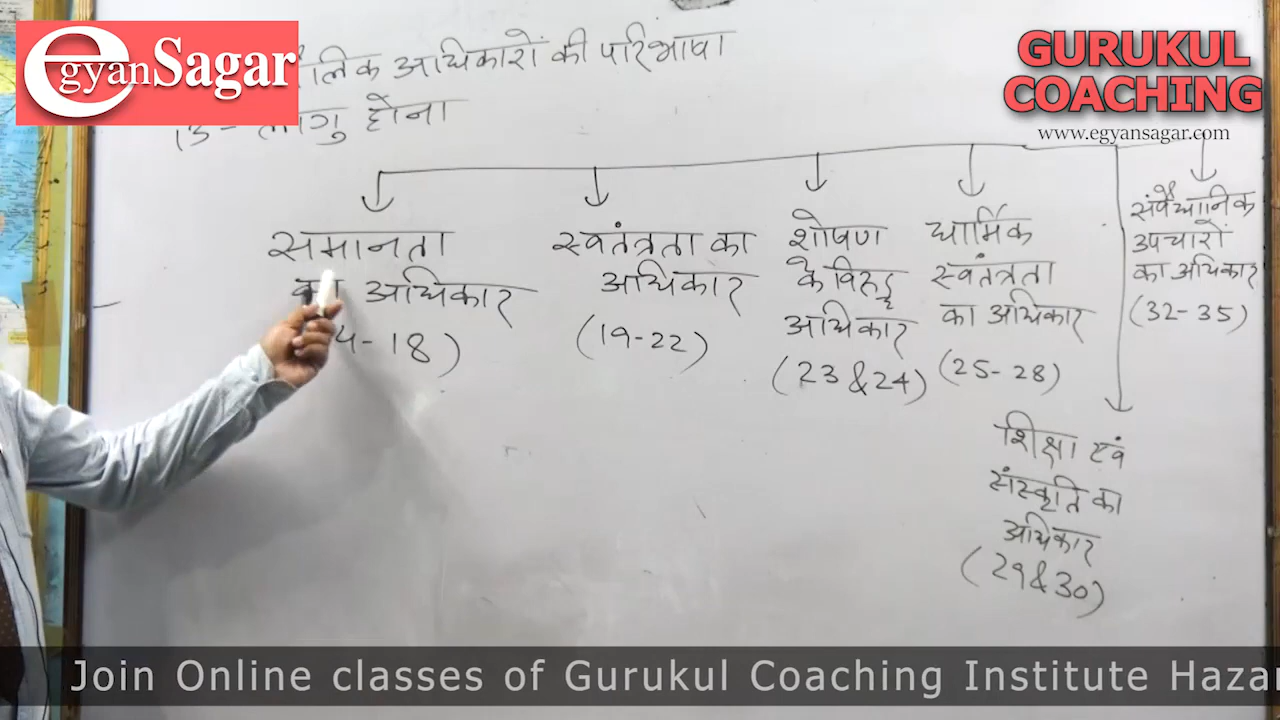 egyanSagar
GURUKUL
COACHING
www.egyansagar.com
अधिकारों की परिभाषा
13 - लागु होना
समानता
का अधिकार
4-18)
स्वतंत्रता का
अधिकार
(19-22)
शोषण
के विरुद्ध
अधिकार
(23 & 24)
धार्मिक
स्वतंत्रता
का अधिकार
(25-28)
शिक्षा एवं
संस्कृति का
अधिकार
(29 & 30)
उपचारों
का अधिकार
(32-35)
Join Online classes of Gurukul Coaching Institute Hazar